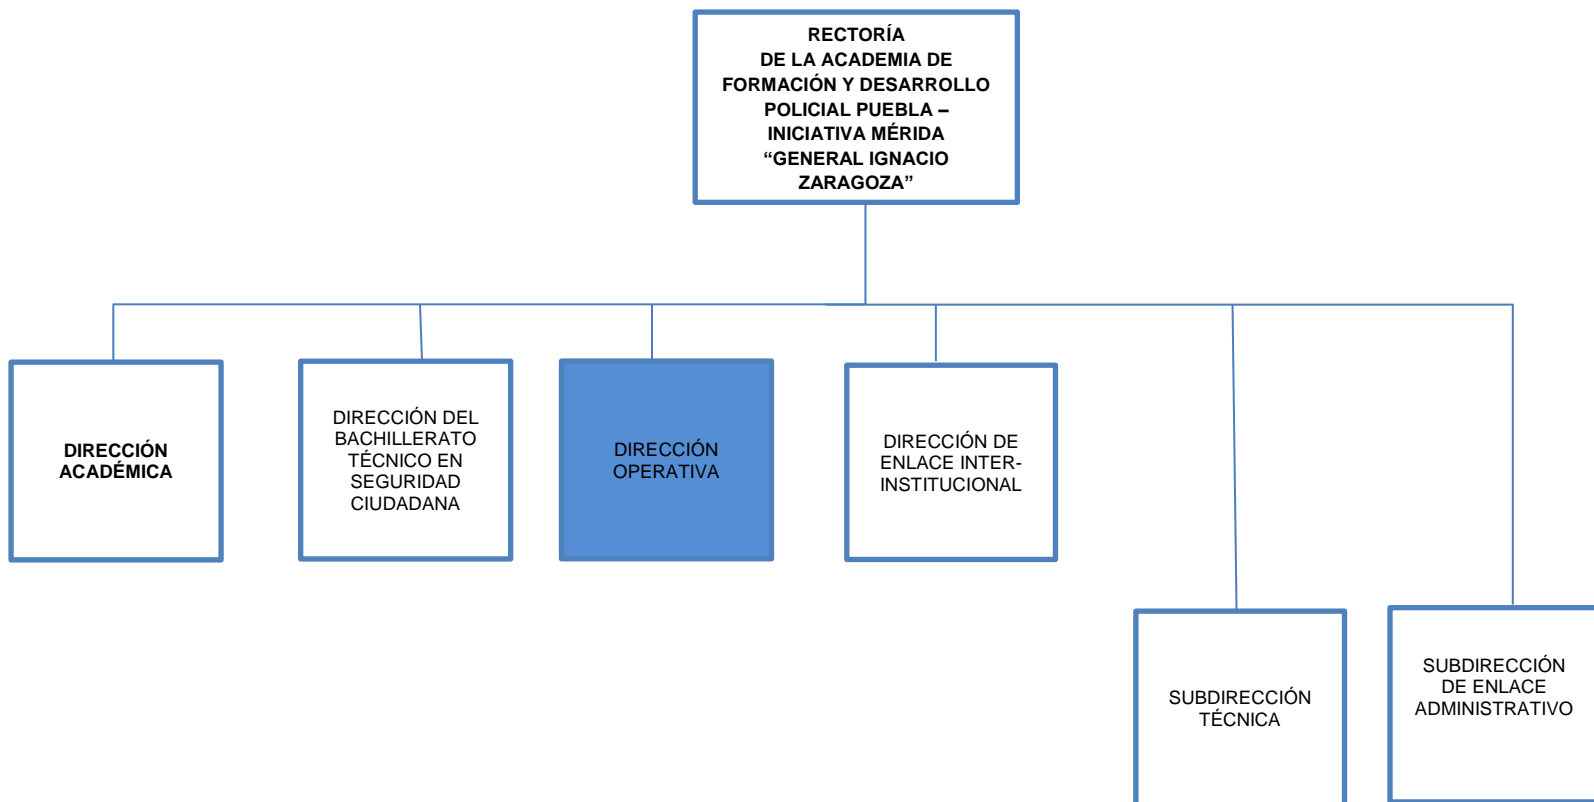 RECTORÍA
DE LA ACADEMIA DE
FORMACIÓN Y DESARROLLO
POLICIAL PUEBLA –
INICIATIVA MÉRIDA
“GENERAL IGNACIO
ZARAGOZA”
DIRECCIÓN
ACADÉMICA
DIRECCIÓN DEL
BACHILLERATO
TÉCNICO EN
SEGURIDAD
CIUDADANA
DIRECCIÓN
OPERATIVA
DIRECCIÓN DE
ENLACE INTER-
INSTITUCIONAL
SUBDIRECCIÓN
TÉCNICA
SUBDIRECCIÓN
DE ENLACE
ADMINISTRATIVO